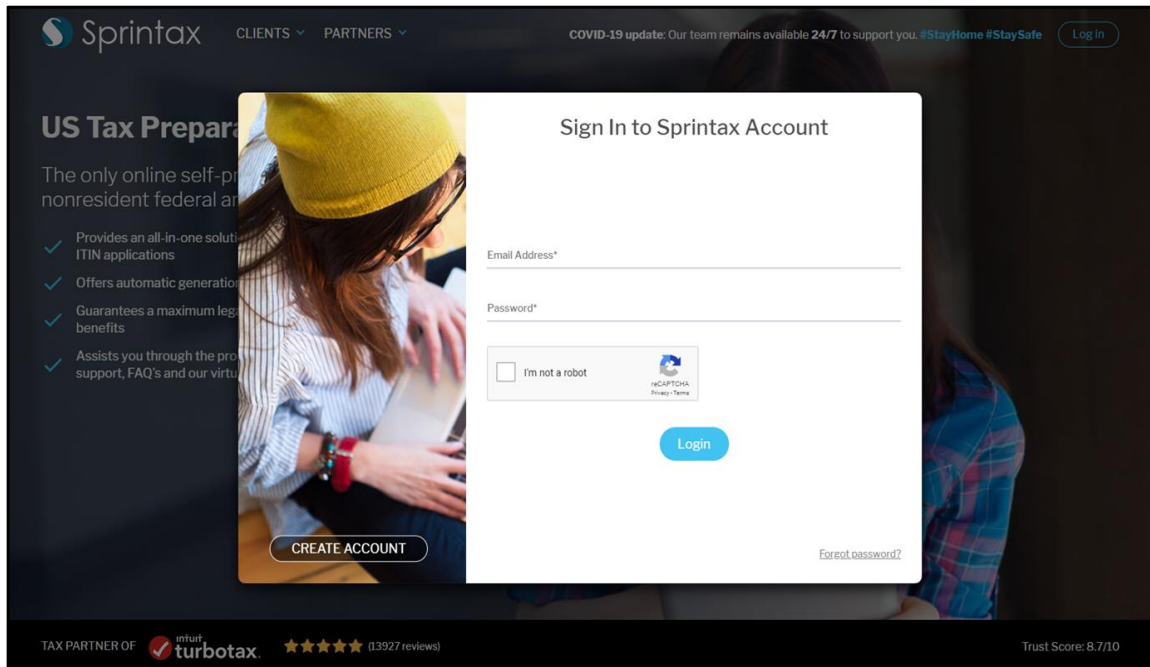 Sprintax
CLIENTS
PARTNERS
COVID-19 update: Our team remains available 24/7 to support you. #StayHome #StaySafe
Log in
US Tax Prepara
The only online self-pr
nonresident federal an
Provides an all-in-one soluti
ITIN applications
Offers automatic generation
Guarantees a maximum lega
benefits
Assists you through the pro
support, FAQ's and our virtu
Sign In to Sprintax Account
Email Address*
Password*
I'm not a robot
reCAPTCHA
Privacy - Terms
Login
CREATE ACCOUNT
Forgot password?
TAX PARTNER OF
intuit
turbotax.
(13927 reviews)
Trust Score: 8.7/10